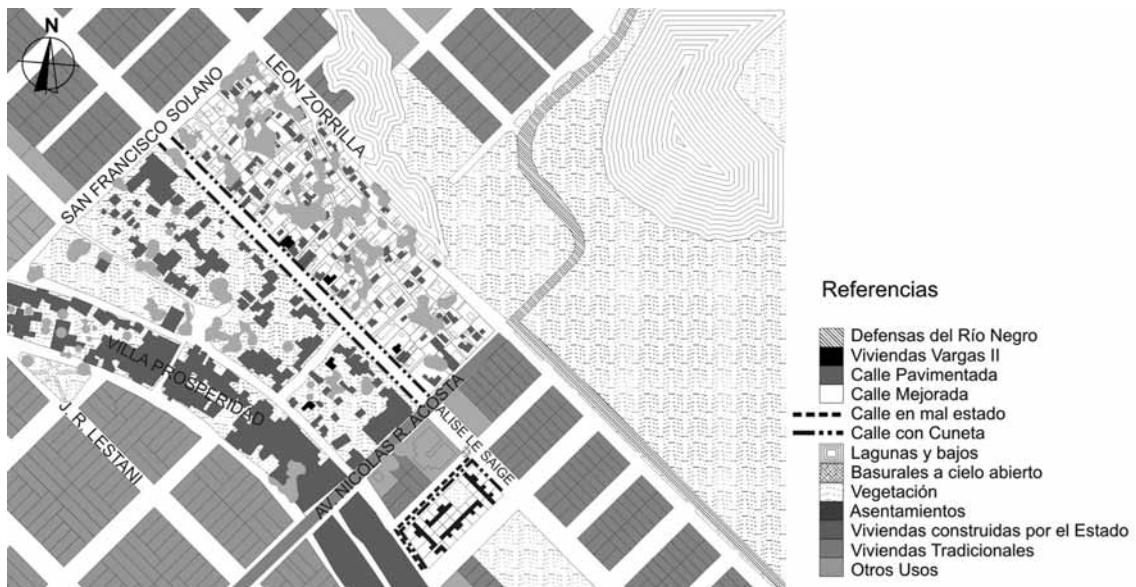 N
SAN FRANCISCO SOLANO
LEON ZORRILLA
VILLA PROSPERIDAD
J. R. LESTANI
AV. NICOLAS R. ACOSTA
ALISE LE SAIGE
Referencias
Defensas del Río Negro
Viviendas Vargas II
Calle Pavimentada
Calle Mejorada
Calle en mal estado
Calle con Cuneta
Lagunas y bajos
Basurales a cielo abierto
Vegetación
Asentamientos
Viviendas construidas por el Estado
Viviendas Tradicionales
Otros Usos